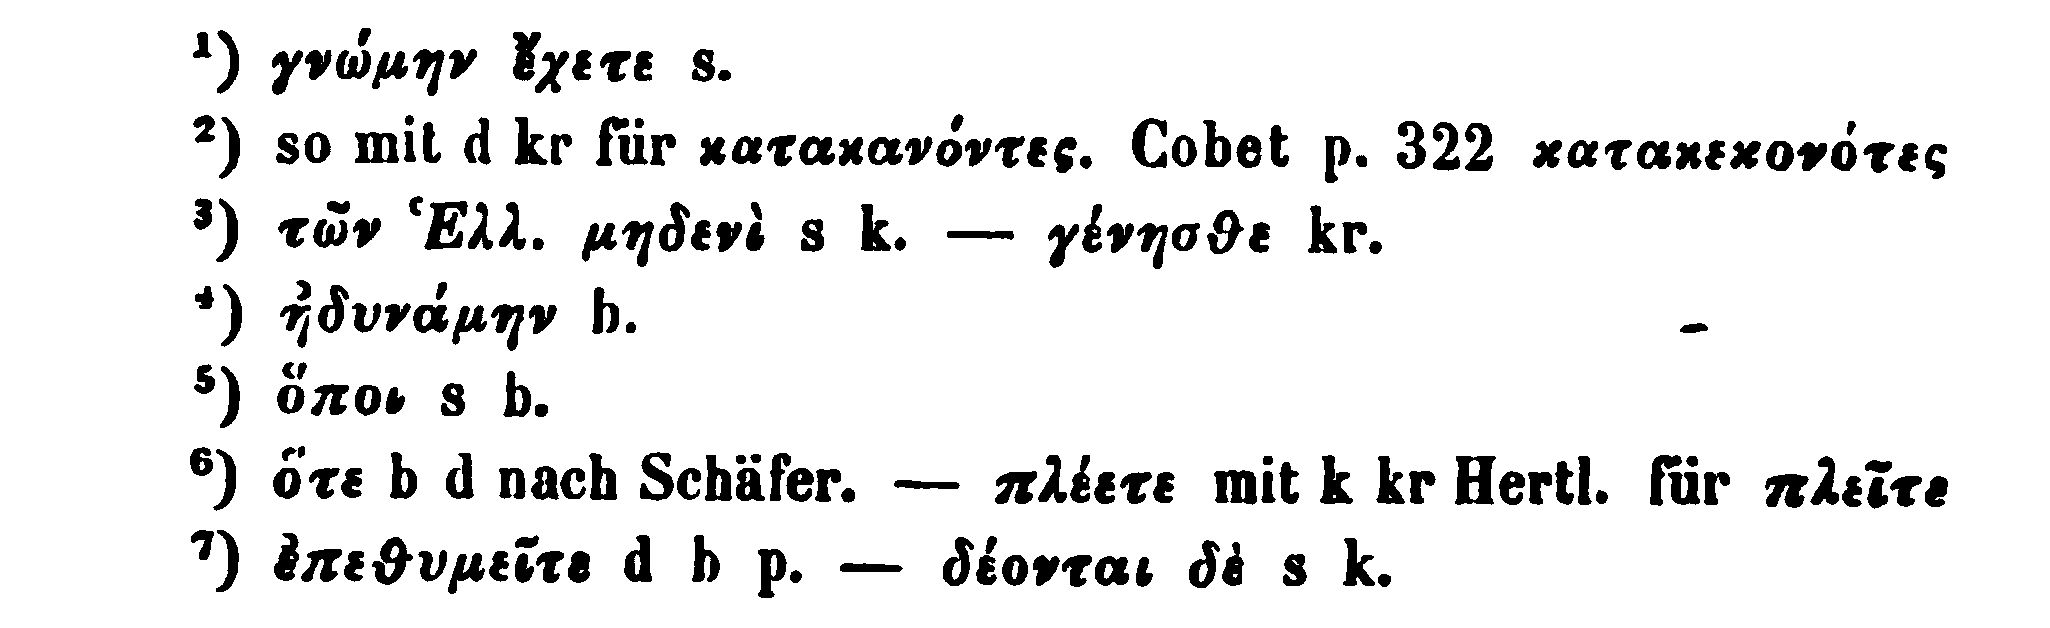 ¹) γνώμην ἔχετε s.
²) so mit d kr für κατακανόντες. Cobet p. 322 κατακεκονότες
³) τῶν Ἑλλ. μηδενὶ s k. — γένησθε kr.
⁴) ἠδυνάμην b.
⁵) ὅποι s b.
⁶) ὅτε b d nach Schäfer. — πλέετε mit k kr Hertl. für πλεῖτε
⁷) ἐπεθυμεῖτε d b p. — δέονται δὲ s k.